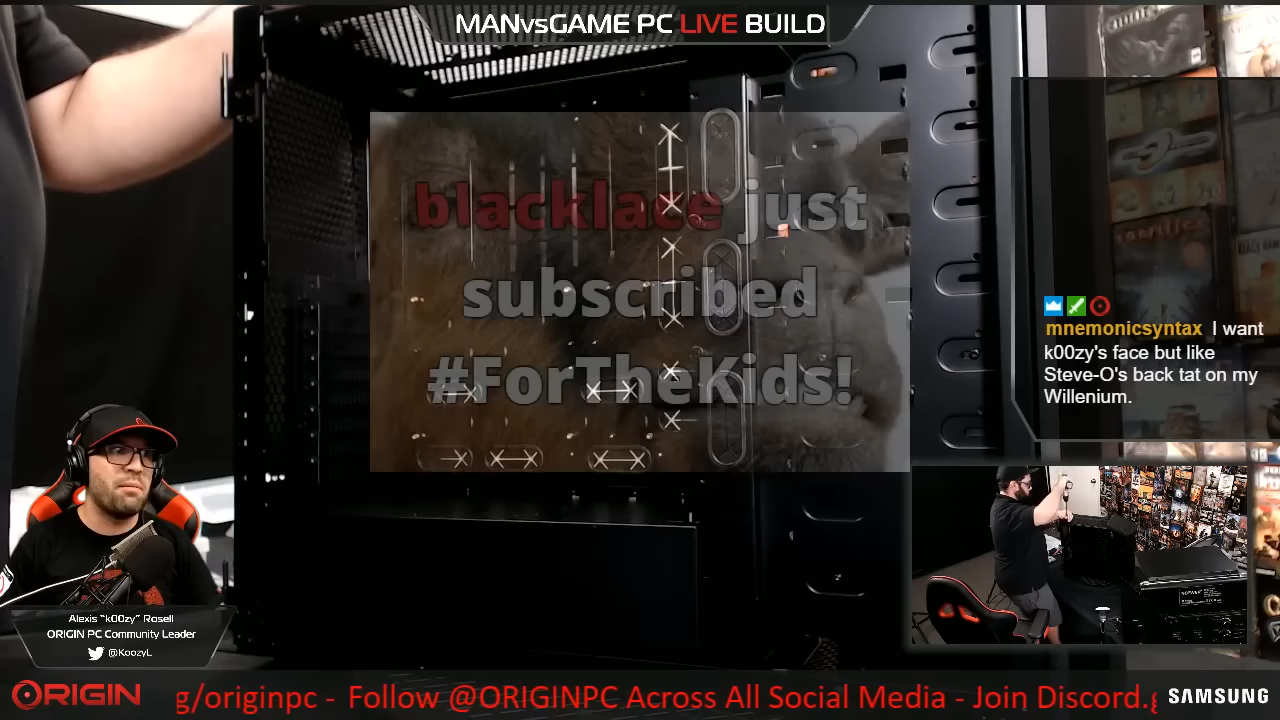 MANvsGAME PC LIVE BUILD
blacklace just
subscribed
#ForTheKids!
mnemonicsyntax I want
k00zy's face but like
Steve-O's back tat on my
Willenium.
Alexis "k00zy" Rosell
ORIGIN PC Community Leader
@KoozyL
ORIGIN
g/originpc - Follow @ORIGINPC Across All Social Media - Join Discord.g
SAMSUNG